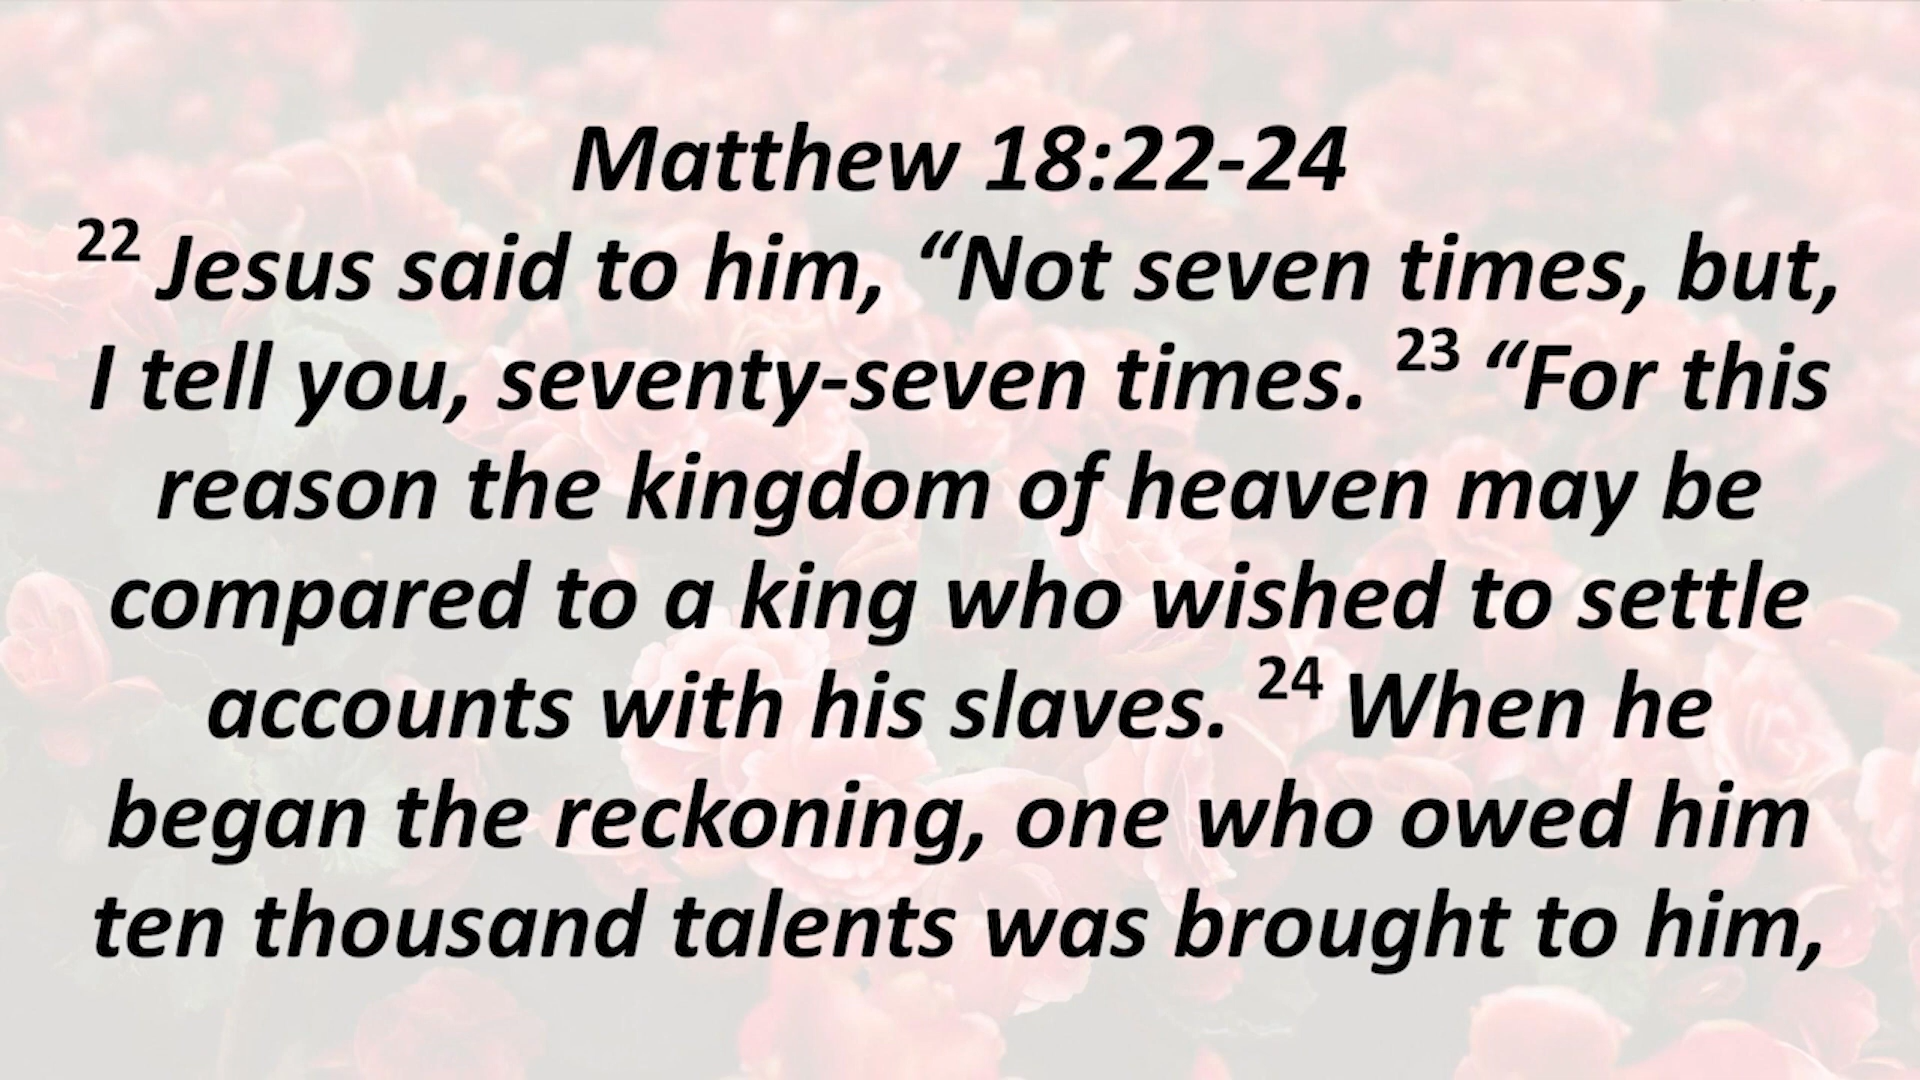 Matthew 18:22-24
22 Jesus said to him, “Not seven times, but,
I tell you, seventy-seven times. 23 “For this
reason the kingdom of heaven may be
compared to a king who wished to settle
accounts with his slaves. 24 When he
began the reckoning, one who owed him
ten thousand talents was brought to him,